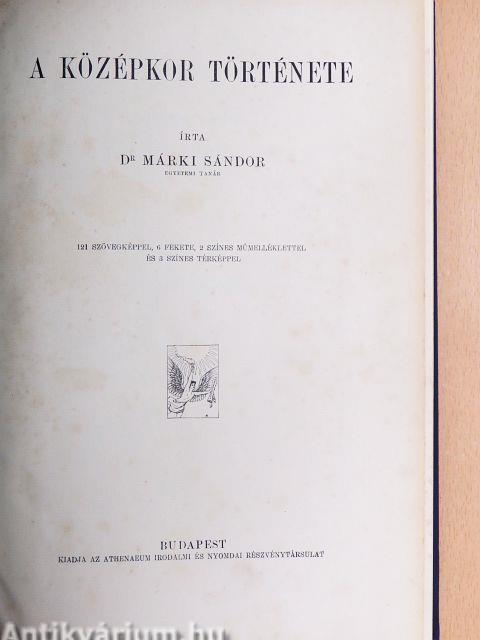 A KÖZÉPKOR TÖRTÉNETE
ÍRTA
DR MÁRKI SÁNDOR
EGYETEMI TANÁR
121 SZÖVEGKÉPPEL, 6 FEKETE, 2 SZÍNES MŰMELLÉKLETTEL
ÉS 3 SZÍNES TÉRKÉPPEL
BUDAPEST
KIADJA AZ ATHENAEUM IRODALMI ÉS NYOMDAI RÉSZVÉNYTÁRSULAT
Antikvárium.hu